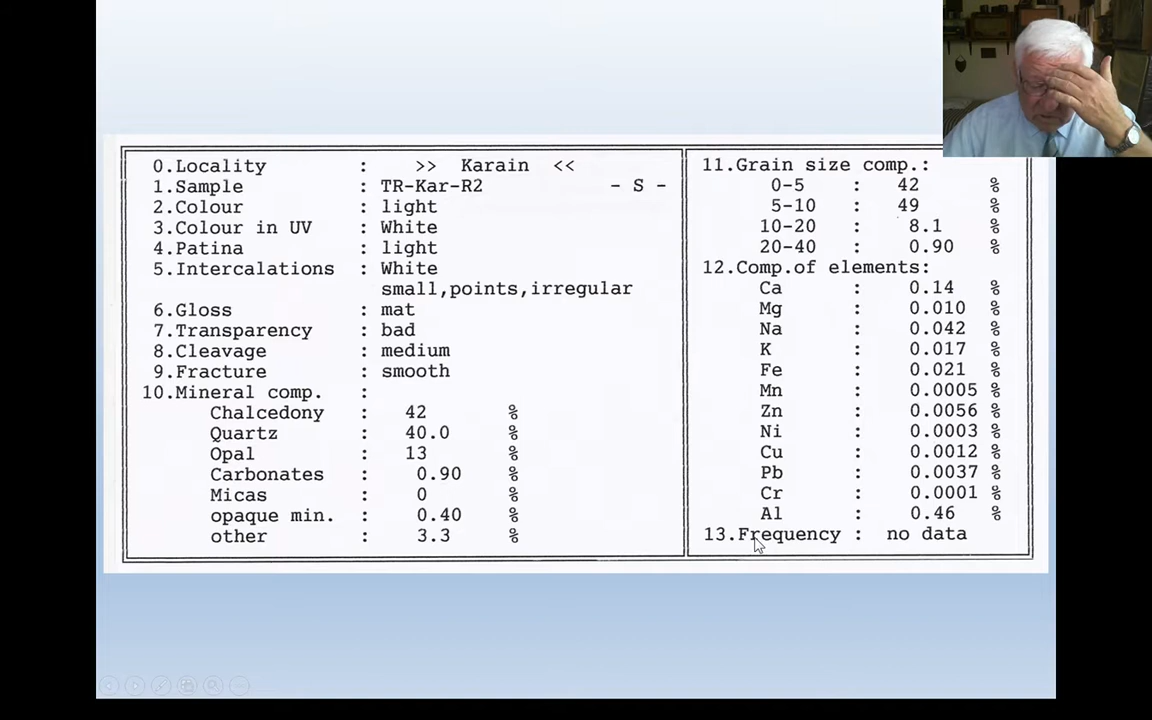 0.Locality : >> Karain <<
1.Sample : TR-Kar-R2 - S -
2.Colour : light
3.Colour in UV : White
4.Patina : light
5.Intercalations : White
small,points,irregular
6.Gloss : mat
7.Transparency : bad
8.Cleavage : medium
9.Fracture : smooth
10.Mineral comp. :
Chalcedony : 42 %
Quartz : 40.0 %
Opal : 13 %
Carbonates : 0.90 %
Micas : 0 %
opaque min. : 0.40 %
other : 3.3 %
11.Grain size comp.:
0-5 : 42 %
5-10 : 49 %
10-20 : 8.1 %
20-40 : 0.90 %
12.Comp.of elements:
Ca : 0.14 %
Mg : 0.010 %
Na : 0.042 %
K : 0.017 %
Fe : 0.021 %
Mn : 0.0005 %
Zn : 0.0056 %
Ni : 0.0003 %
Cu : 0.0012 %
Pb : 0.0037 %
Cr : 0.0001 %
Al : 0.46 %
13.Frequency : no data